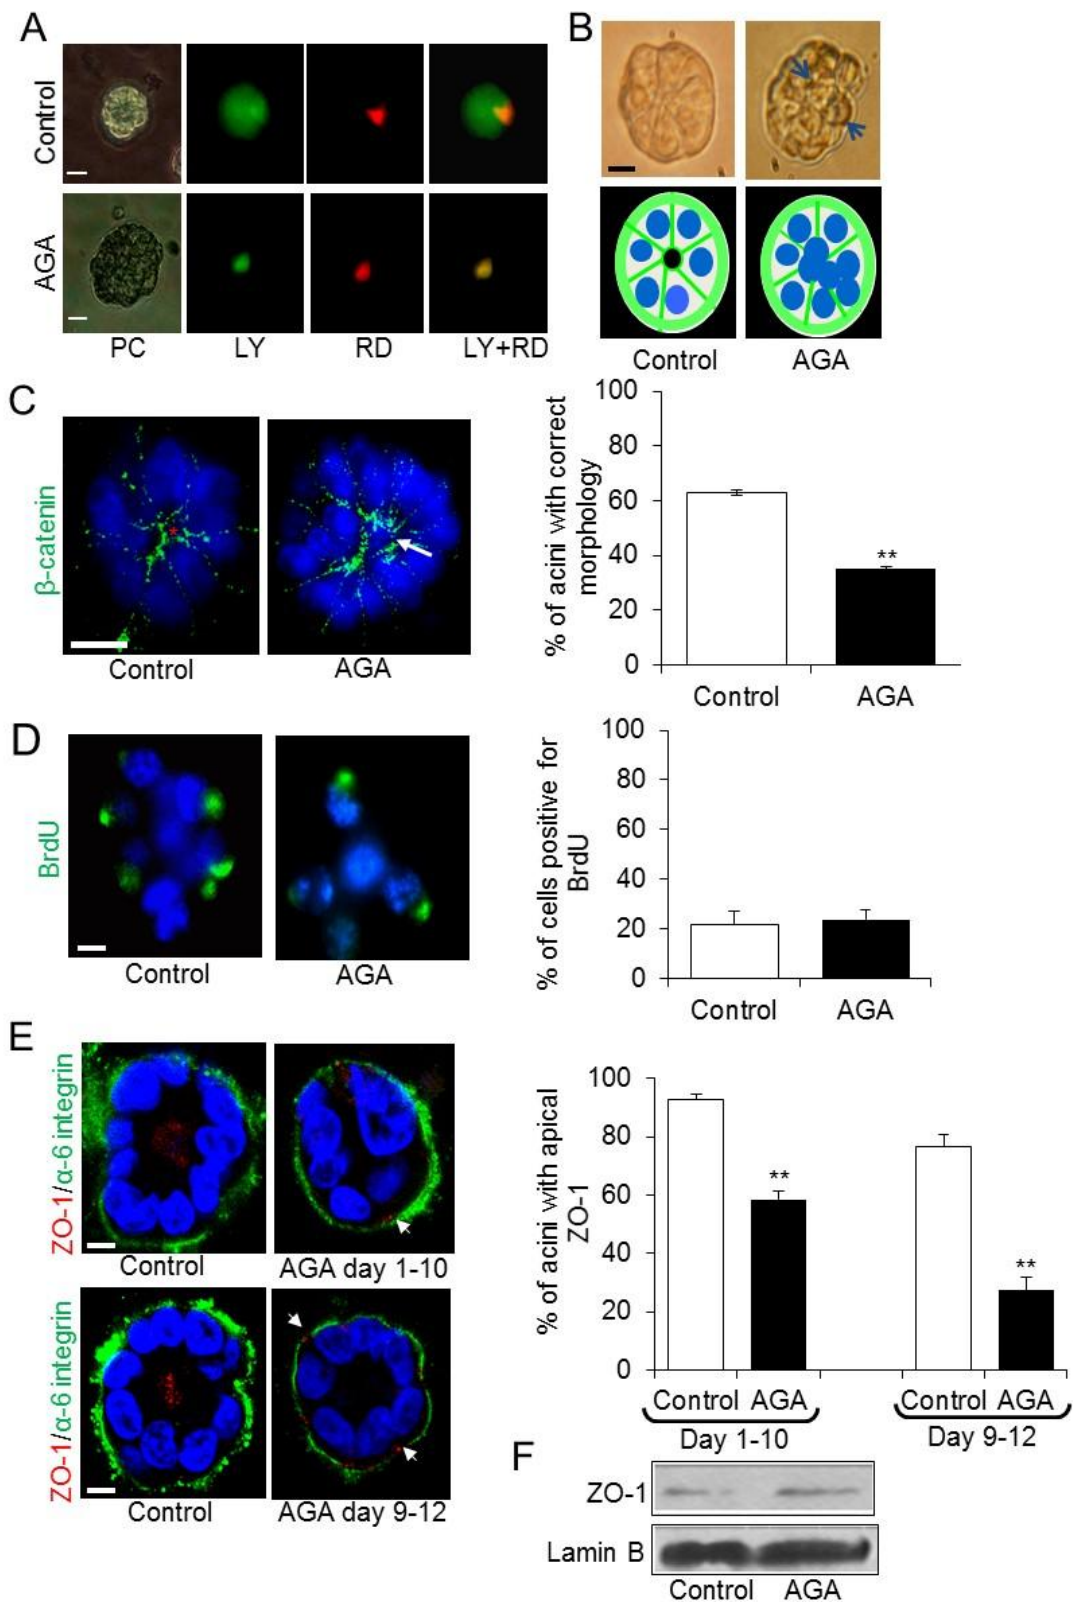 A
Control
AGA
PC
LY
RD
LY+RD
B
Control
AGA
C
β-catenin
*
Control
AGA
% of acini with correct
morphology
100
80
60
40
20
0
**
Control
AGA
D
BrdU
Control
AGA
% of cells positive for
BrdU
100
80
60
40
20
0
Control
AGA
E
ZO-1/α-6 integrin
Control
AGA day 1-10
ZO-1/α-6 integrin
Control
AGA day 9-12
% of acini with apical
ZO-1
100
80
60
40
20
0
**
**
Control AGA
Control AGA
Day 1-10
Day 9-12
F
ZO-1
Lamin B
Control
AGA